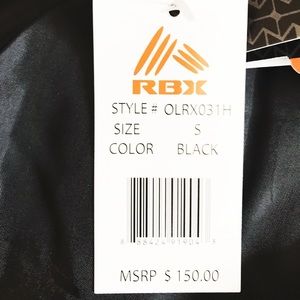 RBX
STYLE# OLRX031H
SIZE S
COLOR BLACK
MSRP $ 150.00